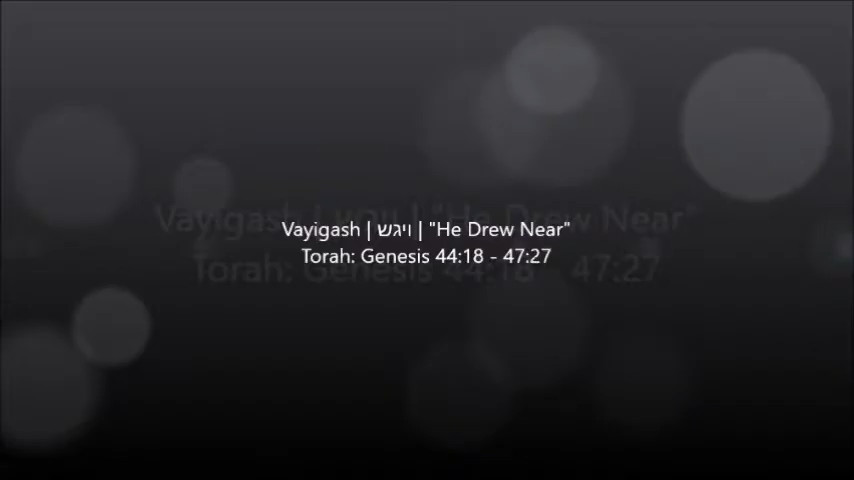 Vayigash | ויגש | "He Drew Near"
Torah: Genesis 44:18 - 47:27